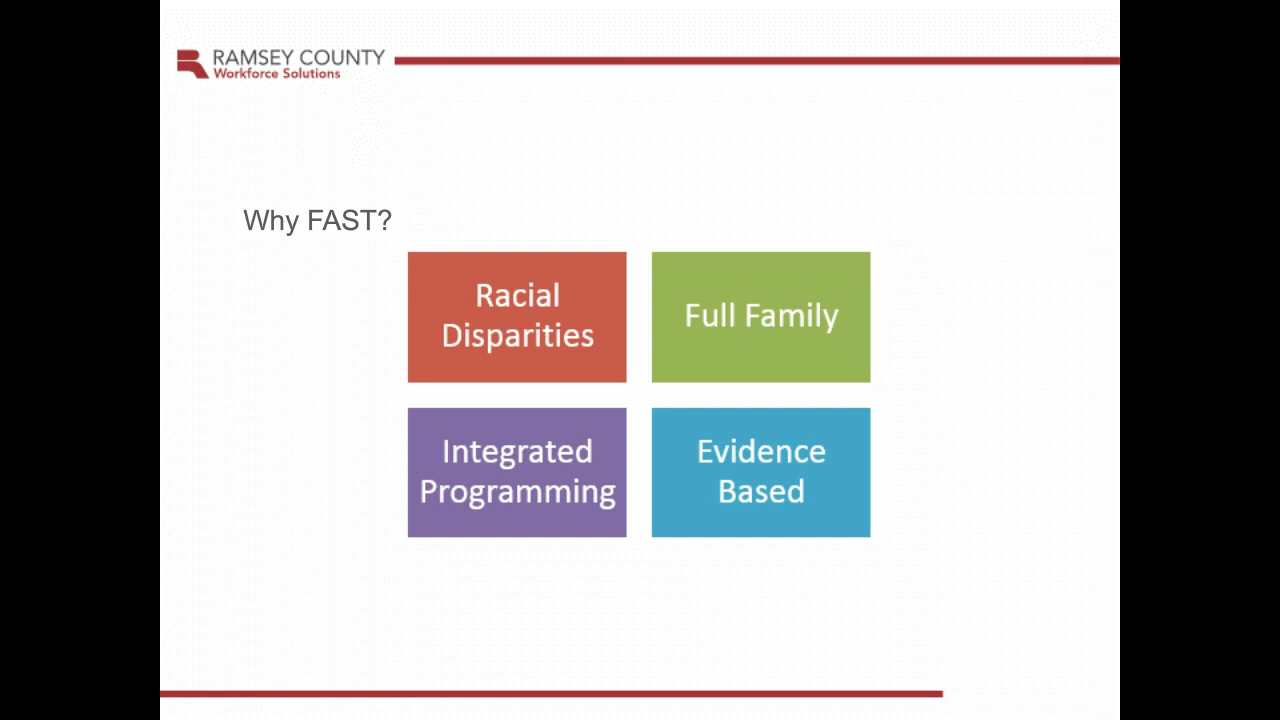 RAMSEY COUNTY
Workforce Solutions
Why FAST?
Racial
Disparities
Full Family
Integrated
Programming
Evidence
Based